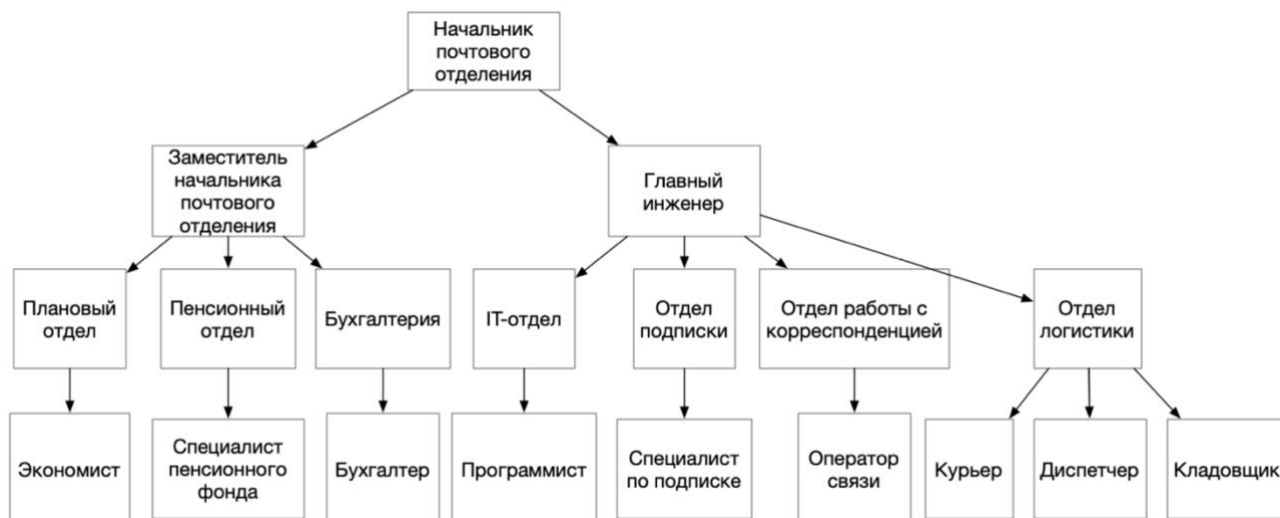 Начальник
почтового
отделения
Заместитель
начальника
почтового
отделения
Главный
инженер
Плановый
отдел
Пенсионный
отдел
Бухгалтерия
IT-отдел
Отдел
подписки
Отдел работы с
корреспонденцией
Отдел
логистики
Экономист
Специалист
пенсионного
фонда
Бухгалтер
Программист
Специалист
по подписке
Оператор
связи
Курьер
Диспетчер
Кладовщик